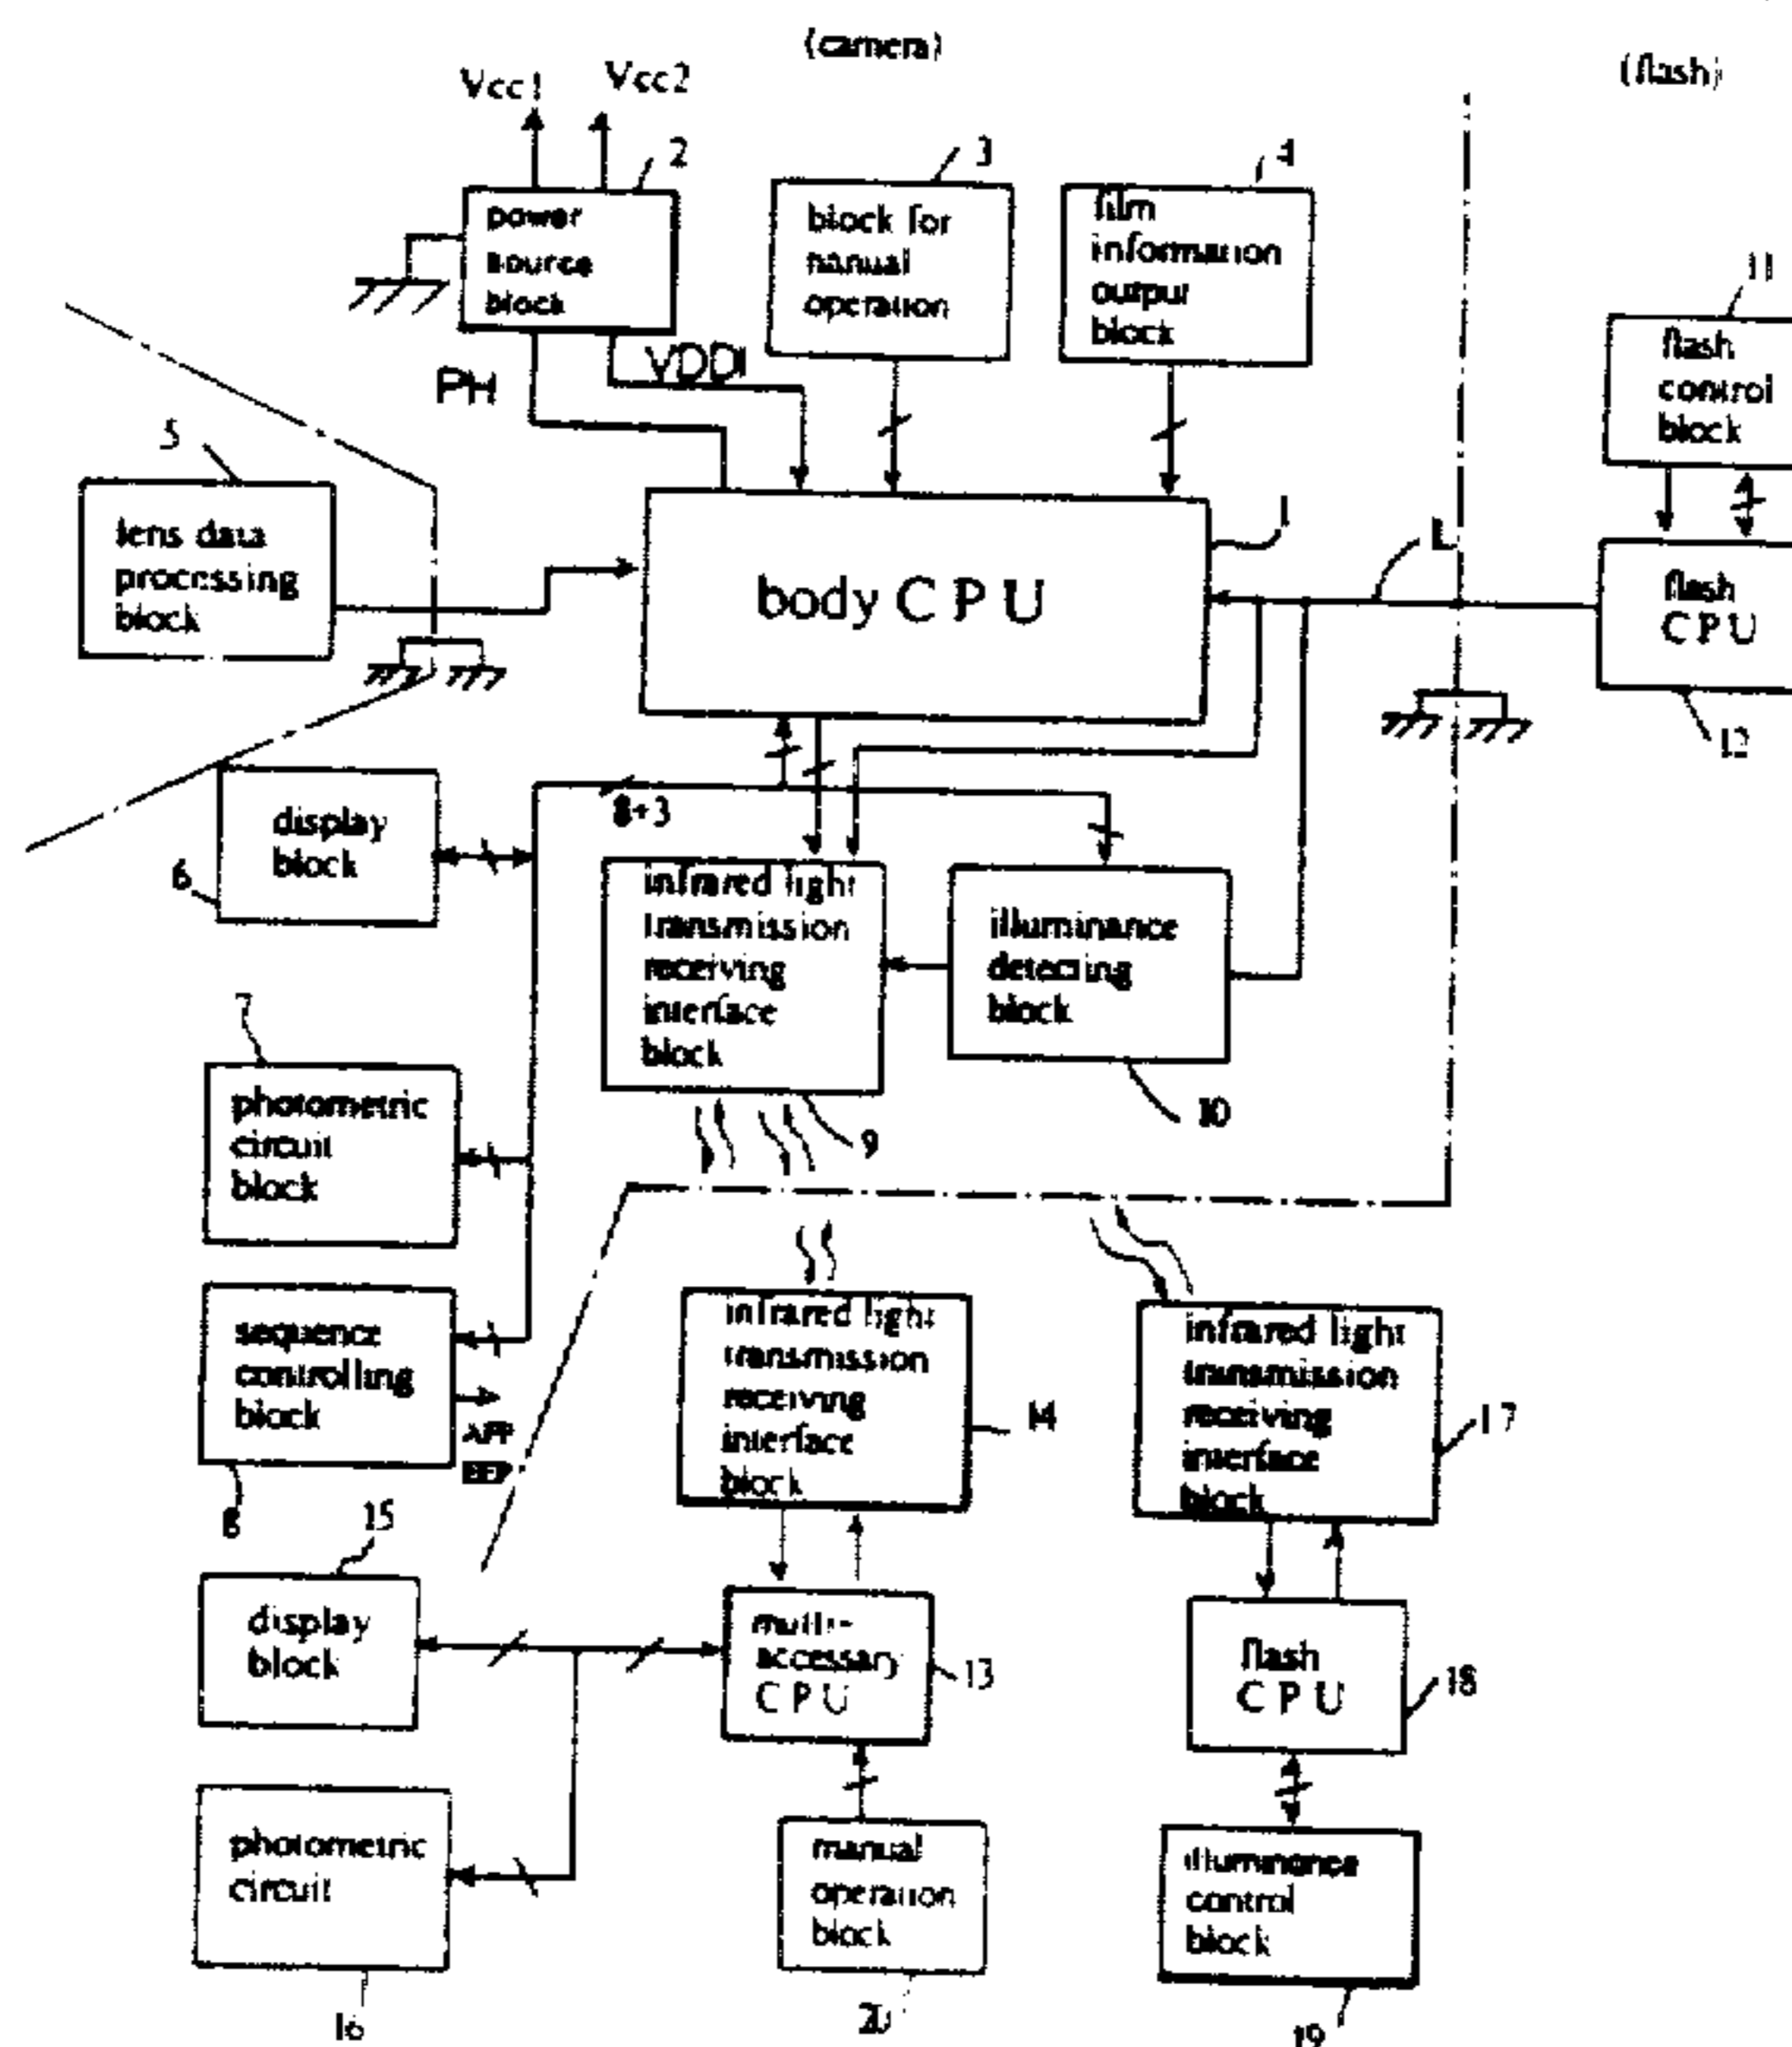 (camera)
(flash)
Vcc1
Vcc2
2
3
4
power
source
block
block for
manual
operation
film
information
output
block
11
flash
control
block
PH
VDD1
5
lens data
processing
block
1
body CPU
L
flash
CPU
12
8+3
display
block
6
infrared light
transmission
receiving
interface
block
illuminance
detecting
block
7
photometric
circuit
block
9
10
sequence
controlling
block
AFP
8
infrared light
transmission
receiving
interface
block
14
infrared light
transmission
receiving
interface
block
17
15
display
block
multi-
accessary
CPU
13
flash
CPU
18
photometric
circuit
manual
operation
block
illuminance
control
block
16
20
19